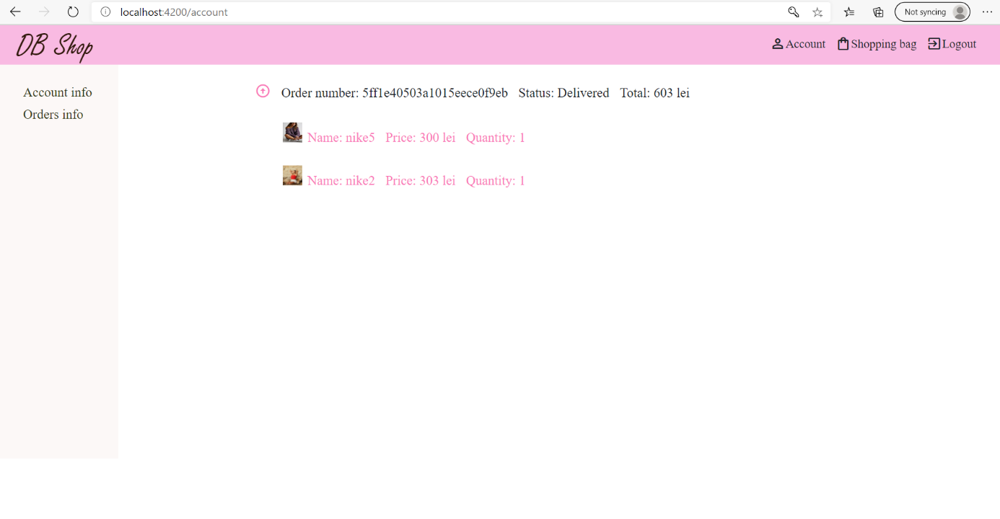 localhost:4200/account
Not syncing
DB Shop
Account
Shopping bag
Logout
Account info
Orders info
Order number: 5ff1e40503a1015eece0f9eb Status: Delivered Total: 603 lei
Name: nike5 Price: 300 lei Quantity: 1
Name: nike2 Price: 303 lei Quantity: 1